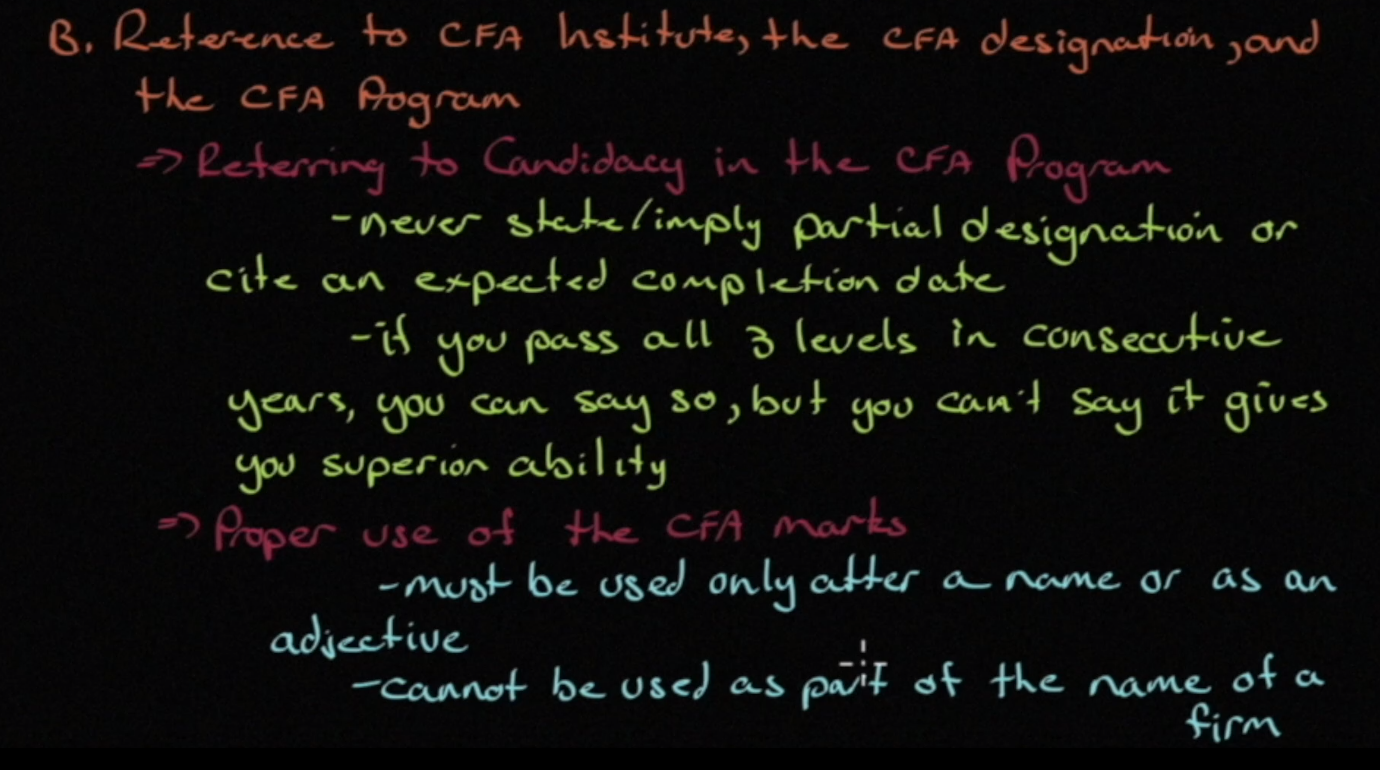 B. Reference to CFA Institute, the CFA designation, and
the CFA Program
=> Referring to Candidacy in the CFA Program
-never state/imply partial designation or
cite an expected completion date
-if you pass all 3 levels in consecutive
years, you can say so, but you can't say it gives
you superior ability
=> Proper use of the CFA marks
-must be used only after a name or as an
adjective
-cannot be used as part of the name of a
firm